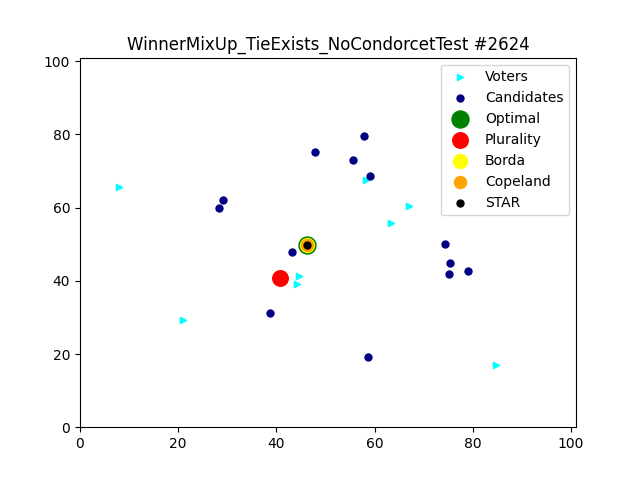 WinnerMixUp_TieExists_NoCondorcetTest #2624
Voters
Candidates
Optimal
Plurality
Borda
Copeland
STAR
100
80
60
40
20
0
0 20 40 60 80 100